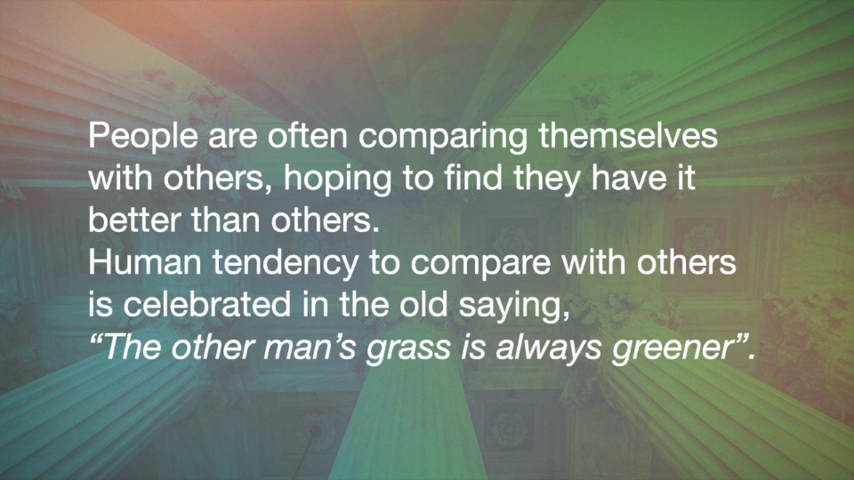 People are often comparing themselves
with others, hoping to find they have it
better than others.
Human tendency to compare with others
is celebrated in the old saying,
“The other man’s grass is always greener”.